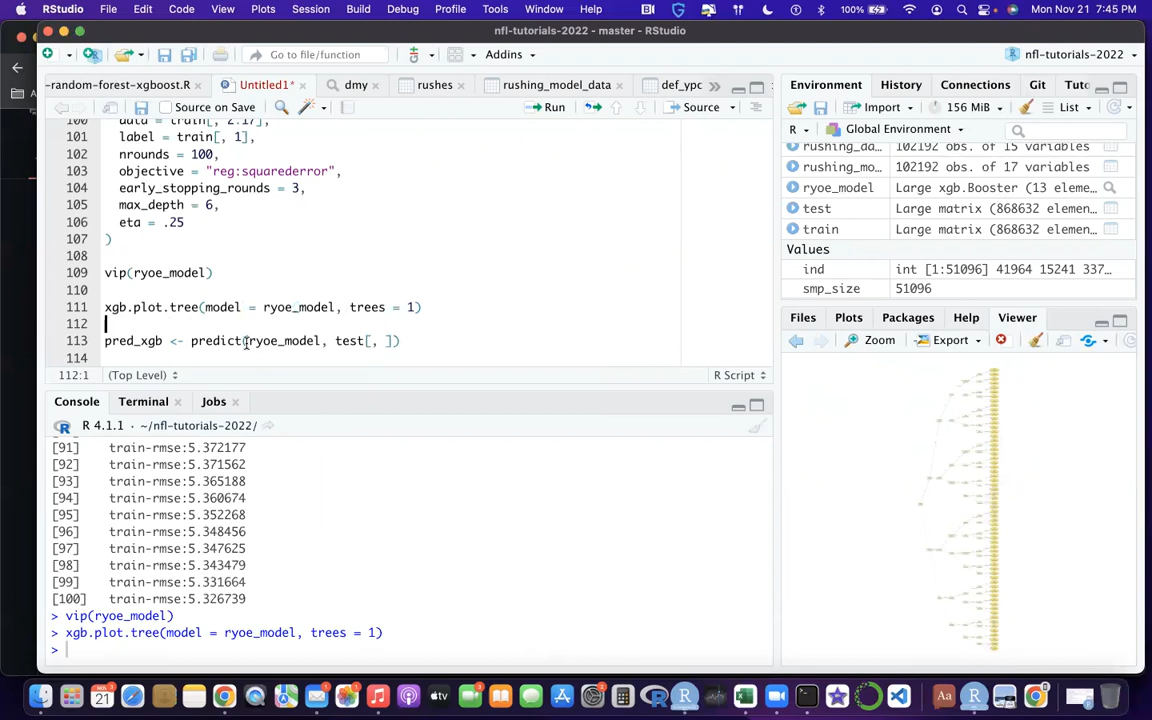 RStudio File Edit Code View Plots Session Build Debug Profile Tools Window Help 100% Mon Nov 21 7:45 PM
nfl-tutorials-2022 - master - RStudio
Go to file/function Addins nfl-tutorials-2022
-random-forest-xgboost.R Untitled1* dmy rushes rushing_model_data def_ypc
Source on Save Run Source
100 data = train[, 2:17],
101 label = train[, 1],
102 nrounds = 100,
103 objective = "reg:squarederror",
104 early_stopping_rounds = 3,
105 max_depth = 6,
106 eta = .25
107 )
108
109 vip(ryoe_model)
110
111 xgb.plot.tree(model = ryoe_model, trees = 1)
112
113 pred_xgb <- predict(ryoe_model, test[, ])
114
112:1 (Top Level) R Script
Console Terminal Jobs
R 4.1.1 · ~/nfl-tutorials-2022/
[91] train-rmse:5.372177
[92] train-rmse:5.371562
[93] train-rmse:5.365188
[94] train-rmse:5.360674
[95] train-rmse:5.352268
[96] train-rmse:5.348456
[97] train-rmse:5.347625
[98] train-rmse:5.343479
[99] train-rmse:5.331664
[100] train-rmse:5.326739
> vip(ryoe_model)
> xgb.plot.tree(model = ryoe_model, trees = 1)
>
Environment History Connections Git Tuto
Import 156 MiB List
R Global Environment
rushing_da… 102192 obs. of 15 variables
rushing_mo… 102192 obs. of 17 variables
ryoe_model Large xgb.Booster (13 eleme…
test Large matrix (868632 elemen…
train Large matrix (868632 elemen…
Values
ind int [1:51096] 41964 15241 337…
smp_size 51096
Files Plots Packages Help Viewer
Zoom Export